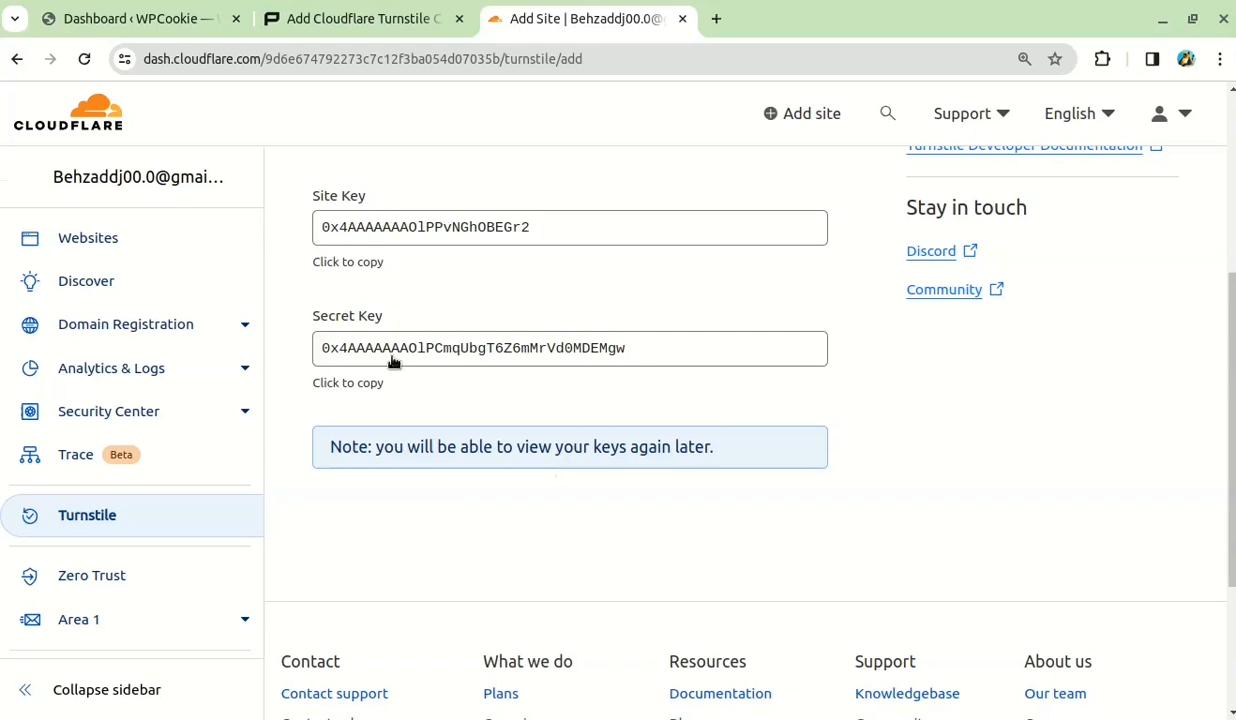 Dashboard ‹ WPCookie —
Add Cloudflare Turnstile C
Add Site | Behzaddj00.0@g
dash.cloudflare.com/9d6e674792273c7c12f3ba054d07035b/turnstile/add
CLOUDFLARE
Add site
Support
English
Behzaddj00.0@gmai...
Websites
Discover
Domain Registration
Analytics & Logs
Security Center
Trace Beta
Turnstile
Zero Trust
Area 1
Collapse sidebar
Turnstile Developer Documentation
Site Key
0x4AAAAAAAOlPPvNGhOBEGr2
Click to copy
Secret Key
0x4AAAAAAAOlPCmqUbgT6Z6mMrVd0MDEMgw
Click to copy
Note: you will be able to view your keys again later.
Stay in touch
Discord
Community
Contact
Contact support
What we do
Plans
Resources
Documentation
Support
Knowledgebase
About us
Our team